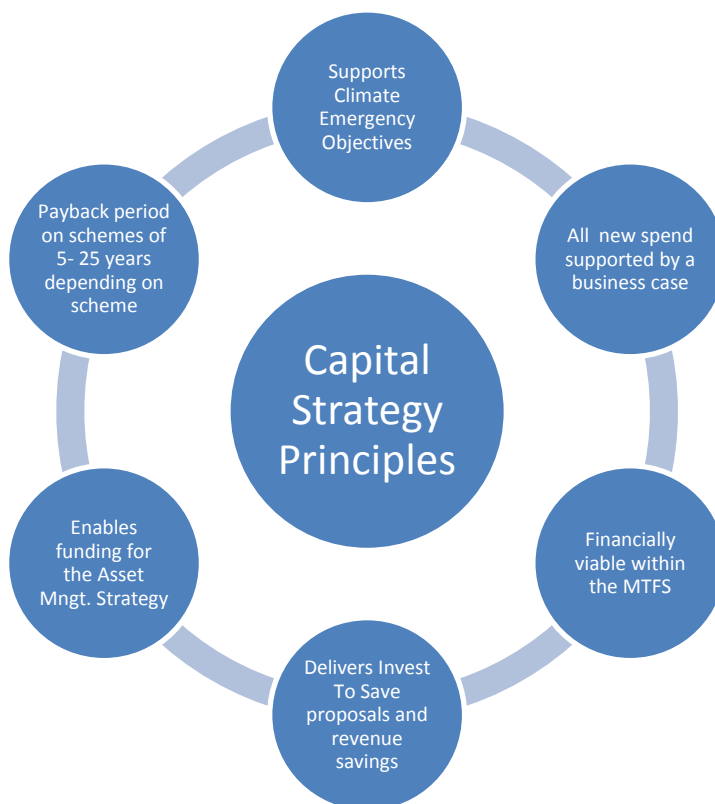 Supports
Climate
Emergency
Objectives
All new spend
supported by a
business case
Financially
viable within
the MTFS
Delivers Invest
To Save
proposals and
revenue
savings
Enables
funding for
the Asset
Mngt. Strategy
Payback period
on schemes of
5- 25 years
depending on
scheme
Capital
Strategy
Principles